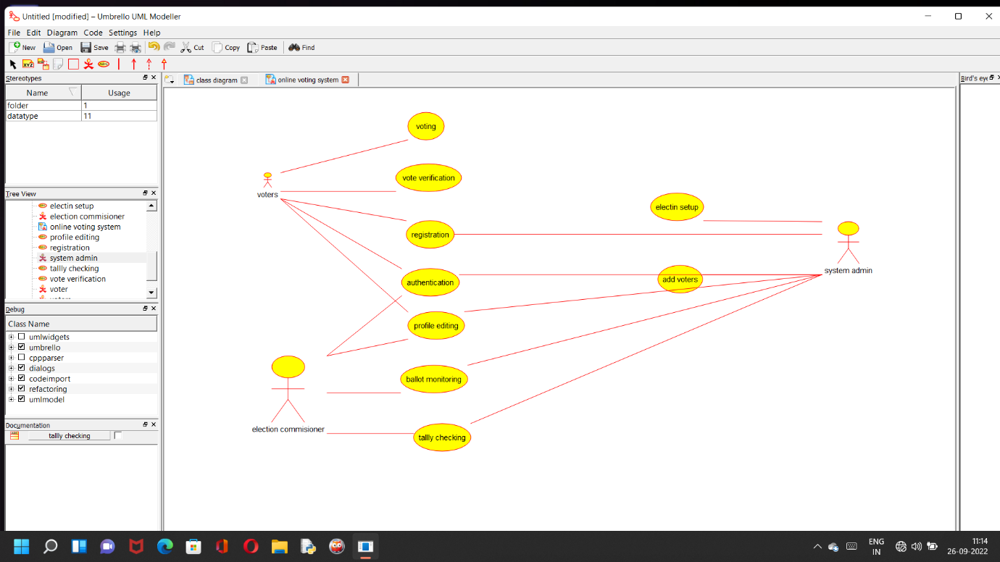 Untitled [modified] – Umbrello UML Modeller
File Edit Diagram Code Settings Help
New Open Save Cut Copy Paste Find
XYZ ABC
Stereotypes
Name Usage
folder 1
datatype 11
Tree View
electin setup
election commisioner
online voting system
profile editing
registration
system admin
tallly checking
vote verification
voter
Debug
Class Name
umlwidgets
umbrello
cppparser
dialogs
codeimport
refactoring
umlmodel
Documentation
tallly checking
class diagram
online voting system
Bird's eye
voting
vote verification
voters
electin setup
registration
system admin
authentication
add voters
profile editing
ballot monitoring
election commisioner
tallly checking
ENG
IN
11:14
26-09-2022